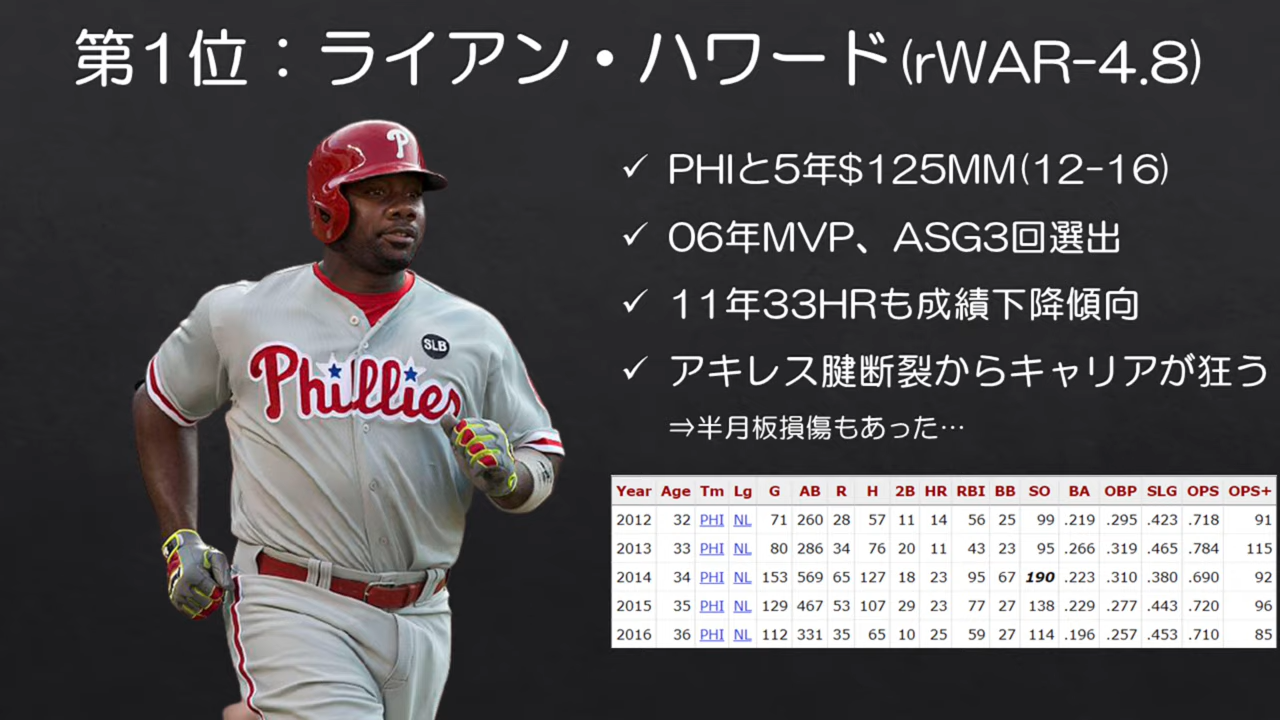 第1位：ライアン・ハワード(rWAR-4.8)
P
SLB
Phillies
✓ PHIと5年$125MM(12-16)
✓ 06年MVP、ASG3回選出
✓ 11年33HRも成績下降傾向
✓ アキレス腱断裂からキャリアが狂う
⇒半月板損傷もあった…
Year Age Tm Lg G AB R H 2B HR RBI BB SO BA OBP SLG OPS OPS+
2012 32 PHI NL 71 260 28 57 11 14 56 25 99 .219 .295 .423 .718 91
2013 33 PHI NL 80 286 34 76 20 11 43 23 95 .266 .319 .465 .784 115
2014 34 PHI NL 153 569 65 127 18 23 95 67 190 .223 .310 .380 .690 92
2015 35 PHI NL 129 467 53 107 29 23 77 27 138 .229 .277 .443 .720 96
2016 36 PHI NL 112 331 35 65 10 25 59 27 114 .196 .257 .453 .710 85